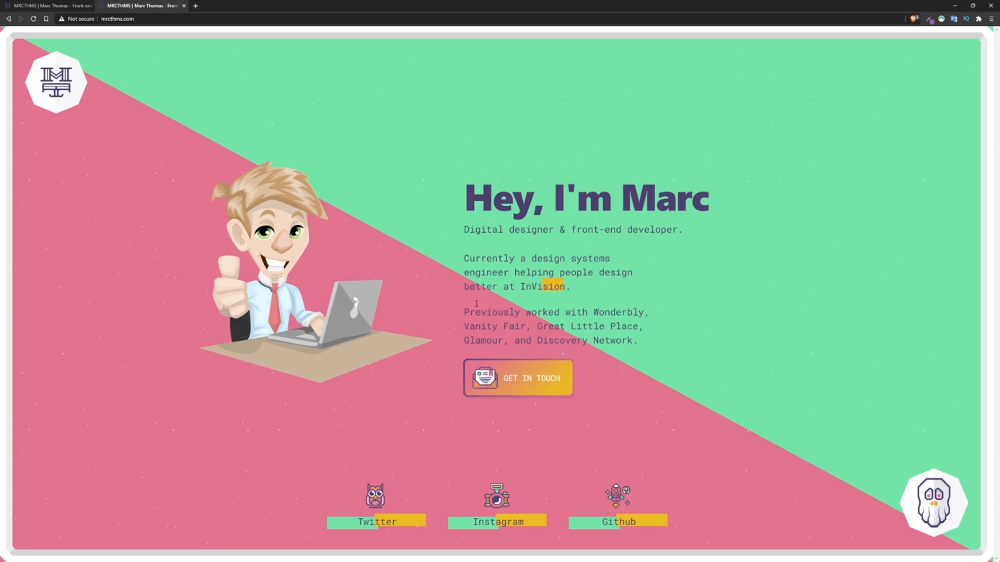 MRCTHMS | Marc Thomas - Front-end
MRCTHMS | Marc Thomas - Front
Not secure
mrcthms.com
Hey, I'm Marc
Digital designer & front-end developer.
Currently a design systems
engineer helping people design
better at InVision.
Previously worked with Wonderbly,
Vanity Fair, Great Little Place,
Glamour, and Discovery Network.
GET IN TOUCH
Twitter
Instagram
Github